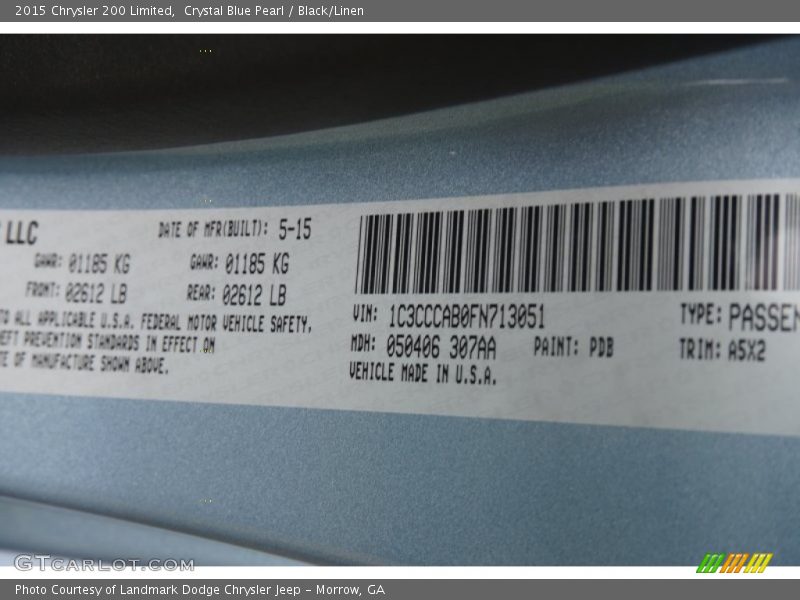 2015 Chrysler 200 Limited, Crystal Blue Pearl / Black/Linen
LLC
DATE OF MFR(BUILT): 5-15
GAWR: 01185 KG GAWR: 01185 KG
FRONT: 02612 LB REAR: 02612 LB
TO ALL APPLICABLE U.S.A. FEDERAL MOTOR VEHICLE SAFETY,
EFT PREVENTION STANDARDS IN EFFECT ON
TE OF MANUFACTURE SHOWN ABOVE.
VIN: 1C3CCCAB0FN713051 TYPE: PASSEN
MDH: 050406 307AA PAINT: PDB TRIM: A5X2
VEHICLE MADE IN U.S.A.
GTCARLOT.COM
Photo Courtesy of Landmark Dodge Chrysler Jeep – Morrow, GA